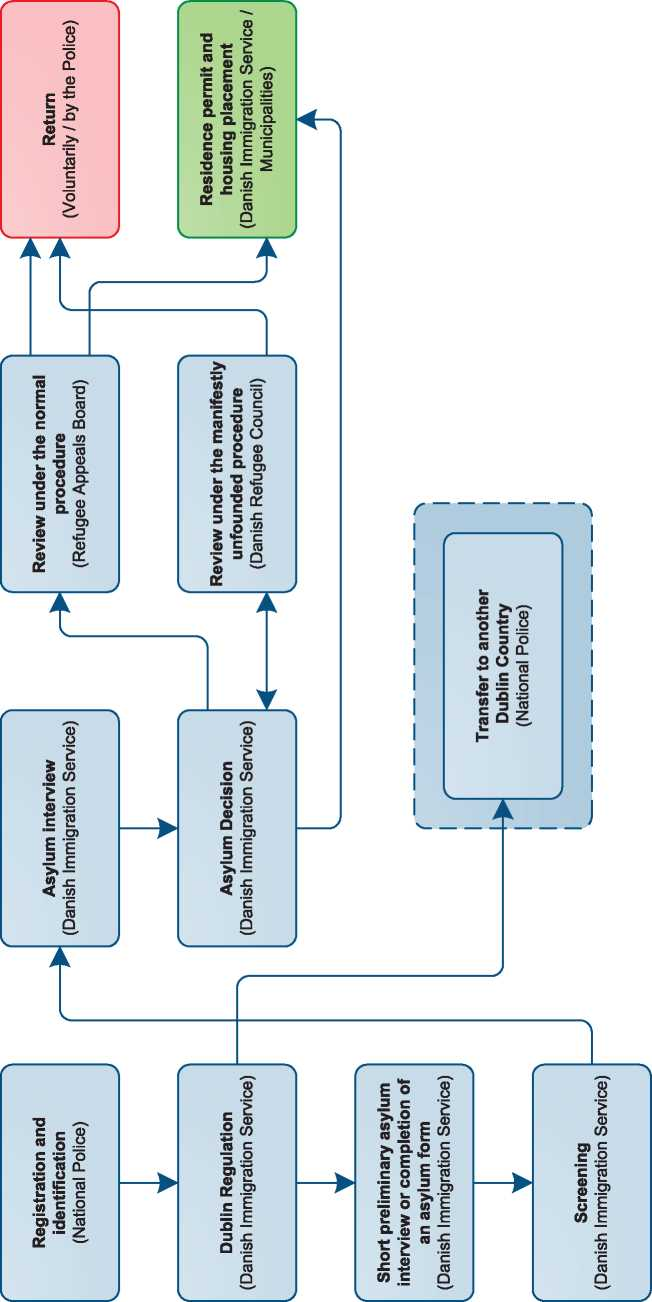 Registration and
identification
(National Police)
Dublin Regulation
(Danish Immigration Service)
Short preliminary asylum
interview or completion of
an asylum form
(Danish Immigration Service)
Screening
(Danish Immigration Service)
Asylum interview
(Danish Immigration Service)
Asylum Decision
(Danish Immigration Service)
Transfer to another
Dublin Country
(National Police)
Review under the normal
procedure
(Refugee Appeals Board)
Review under the manifestly
unfounded procedure
(Danish Refugee Council)
Return
(Voluntarily / by the Police)
Residence permit and
housing placement
(Danish Immigration Service /
Municipalities)